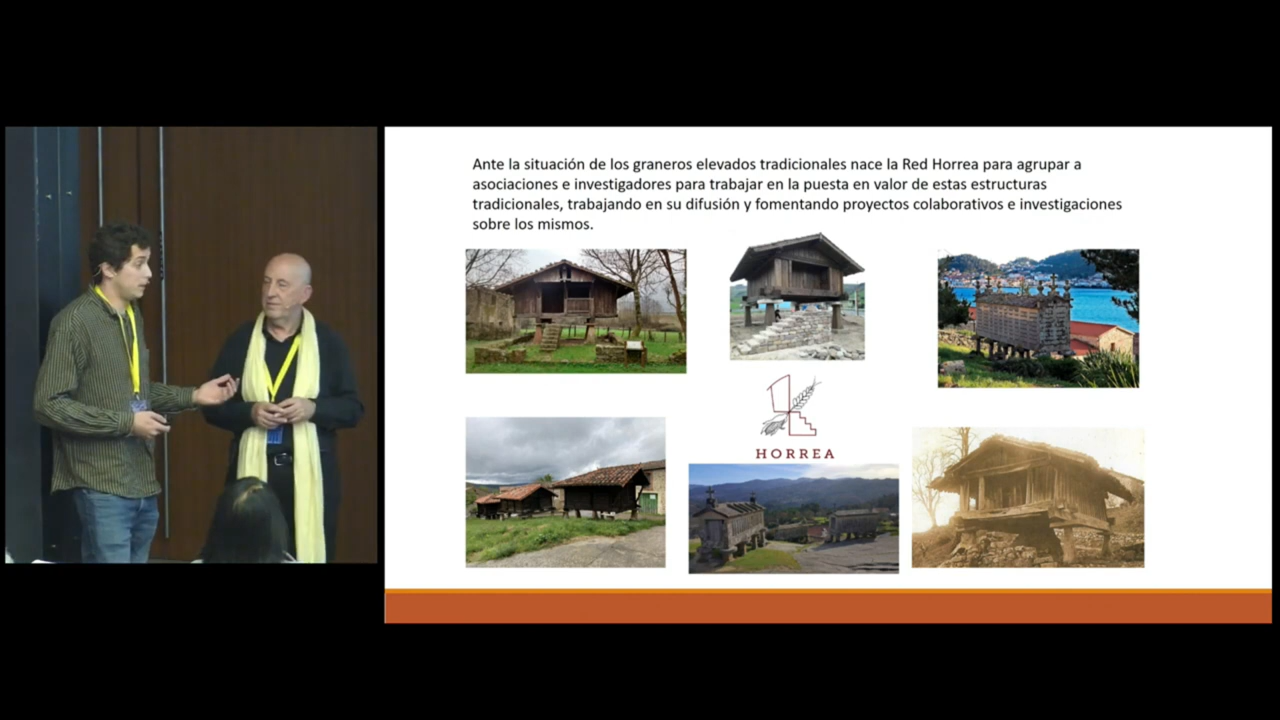 Ante la situación de los graneros elevados tradicionales nace la Red Horrea para agrupar a
asociaciones e investigadores para trabajar en la puesta en valor de estas estructuras
tradicionales, trabajando en su difusión y fomentando proyectos colaborativos e investigaciones
sobre los mismos.
HORREA